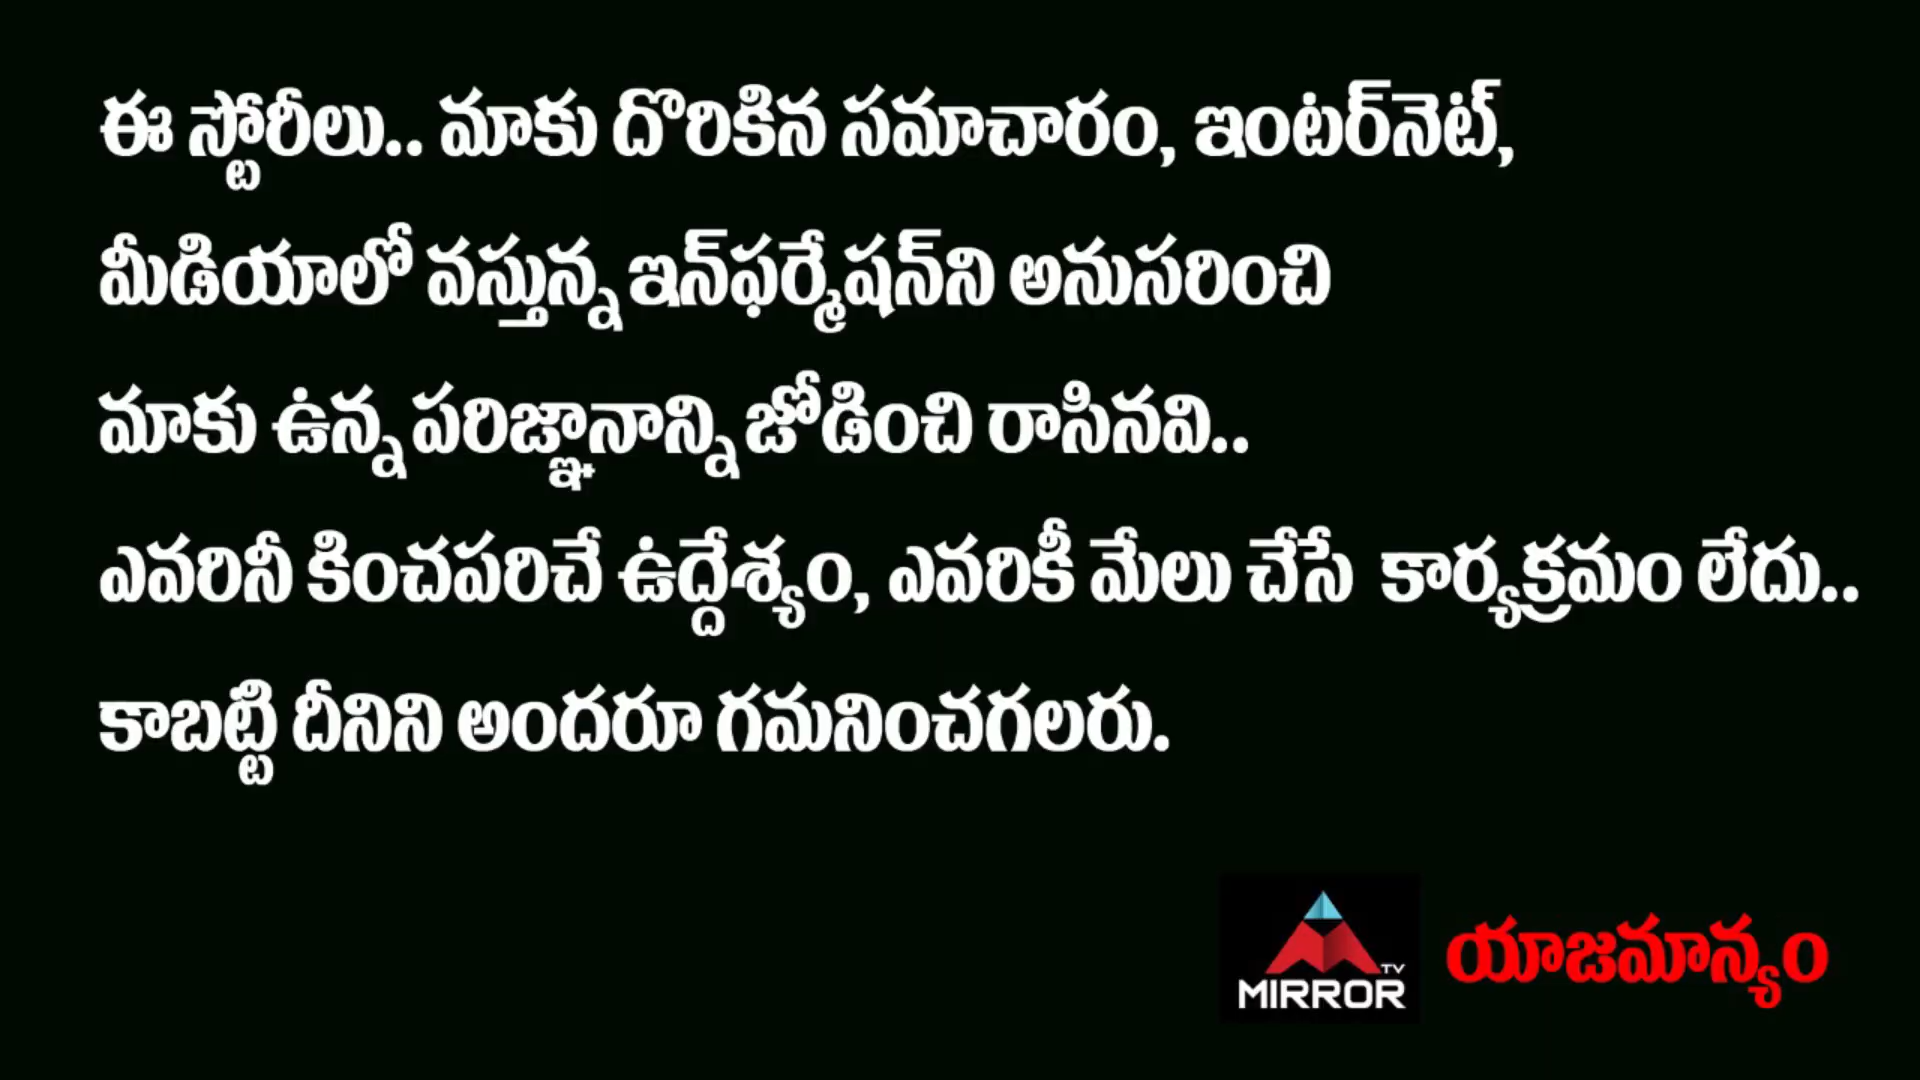 ఈ స్టోరీలు.. మాకు దొరికిన సమాచారం, ఇంటర్‌నెట్,
మీడియాలో వస్తున్న ఇన్‌ఫర్మేషన్‌ని అనుసరించి
మాకు ఉన్న పరిజ్ఞానాన్ని జోడించి రాసినవి..
ఎవరినీ కించపరిచే ఉద్దేశ్యం, ఎవరికీ మేలు చేసే కార్యక్రమం లేదు..
కాబట్టి దీనిని అందరూ గమనించగలరు.
MIRROR TV యాజమాన్యం